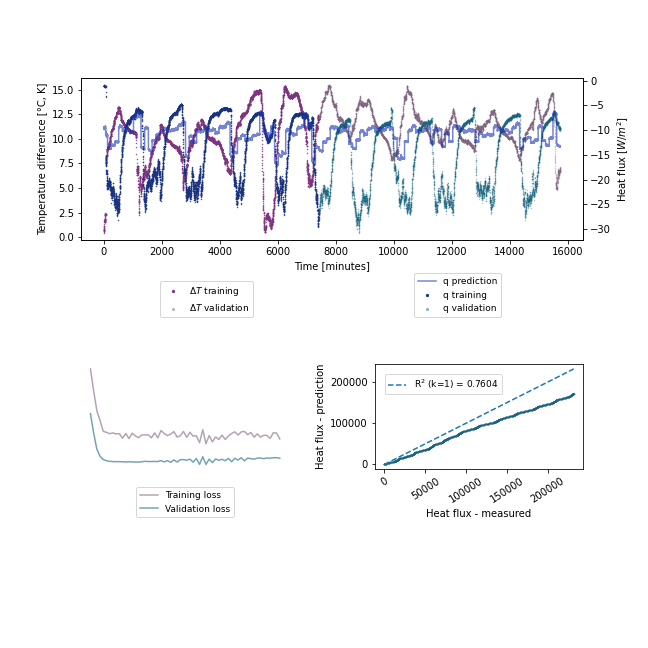 Temperature difference [°C, K]
15.0
12.5
10.0
7.5
5.0
2.5
0.0
0
−5
−10
−15
−20
−25
−30
Heat flux [W/m²]
0 2000 4000 6000 8000 10000 12000 14000 16000
Time [minutes]
ΔT training
ΔT validation
q prediction
q training
q validation
Training loss
Validation loss
Heat flux - prediction
200000
100000
0
R² (k=1) = 0.7604
0 50000 100000 150000 200000
Heat flux - measured